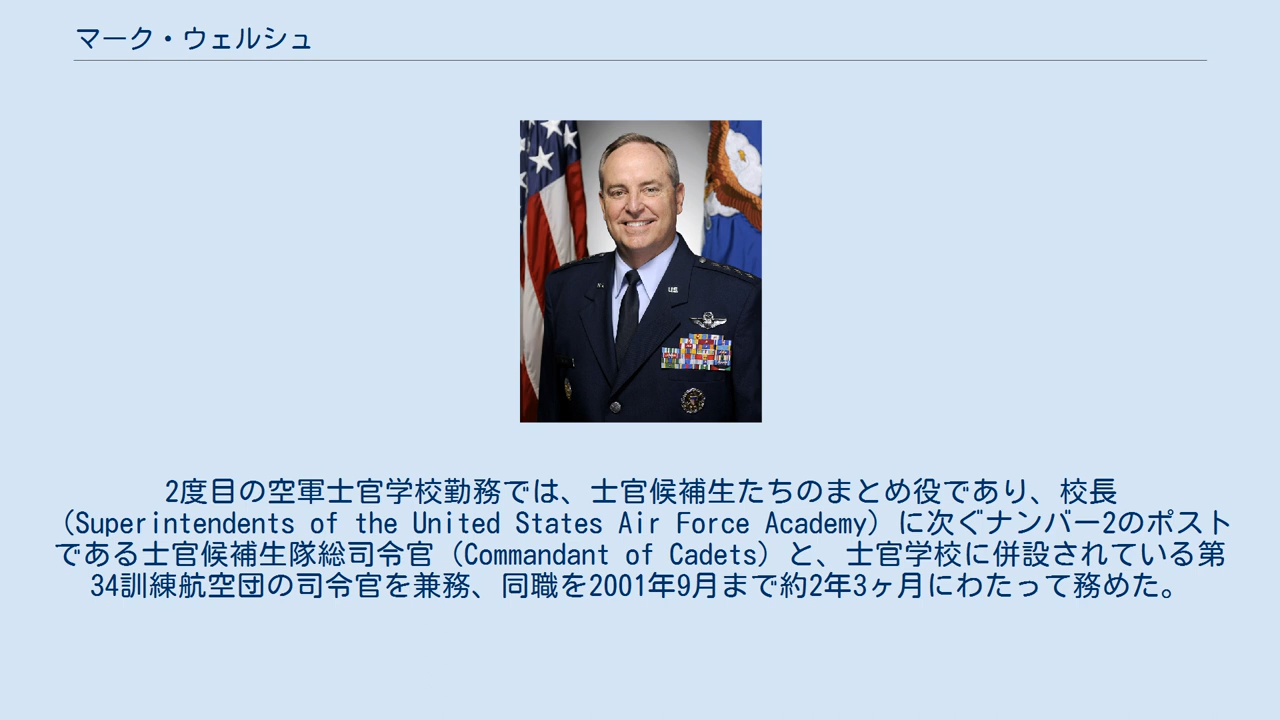 マーク・ウェルシュ
2度目の空軍士官学校勤務では、士官候補生たちのまとめ役であり、校長
（Superintendents of the United States Air Force Academy）に次ぐナンバー2のポスト
である士官候補生隊総司令官（Commandant of Cadets）と、士官学校に併設されている第
34訓練航空団の司令官を兼務、同職を2001年9月まで約2年3ヶ月にわたって務めた。